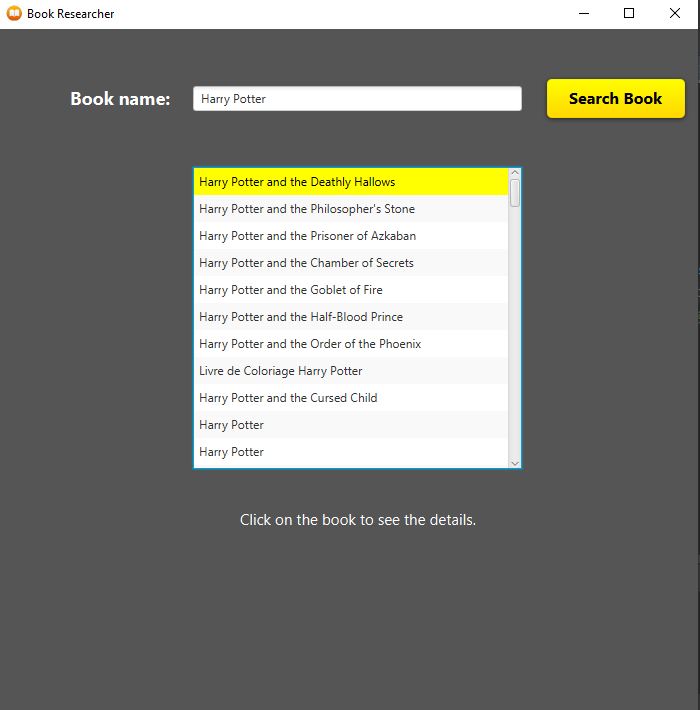 Book Researcher
Book name:
Harry Potter
Search Book
Harry Potter and the Deathly Hallows
Harry Potter and the Philosopher's Stone
Harry Potter and the Prisoner of Azkaban
Harry Potter and the Chamber of Secrets
Harry Potter and the Goblet of Fire
Harry Potter and the Half-Blood Prince
Harry Potter and the Order of the Phoenix
Livre de Coloriage Harry Potter
Harry Potter and the Cursed Child
Harry Potter
Harry Potter
Click on the book to see the details.